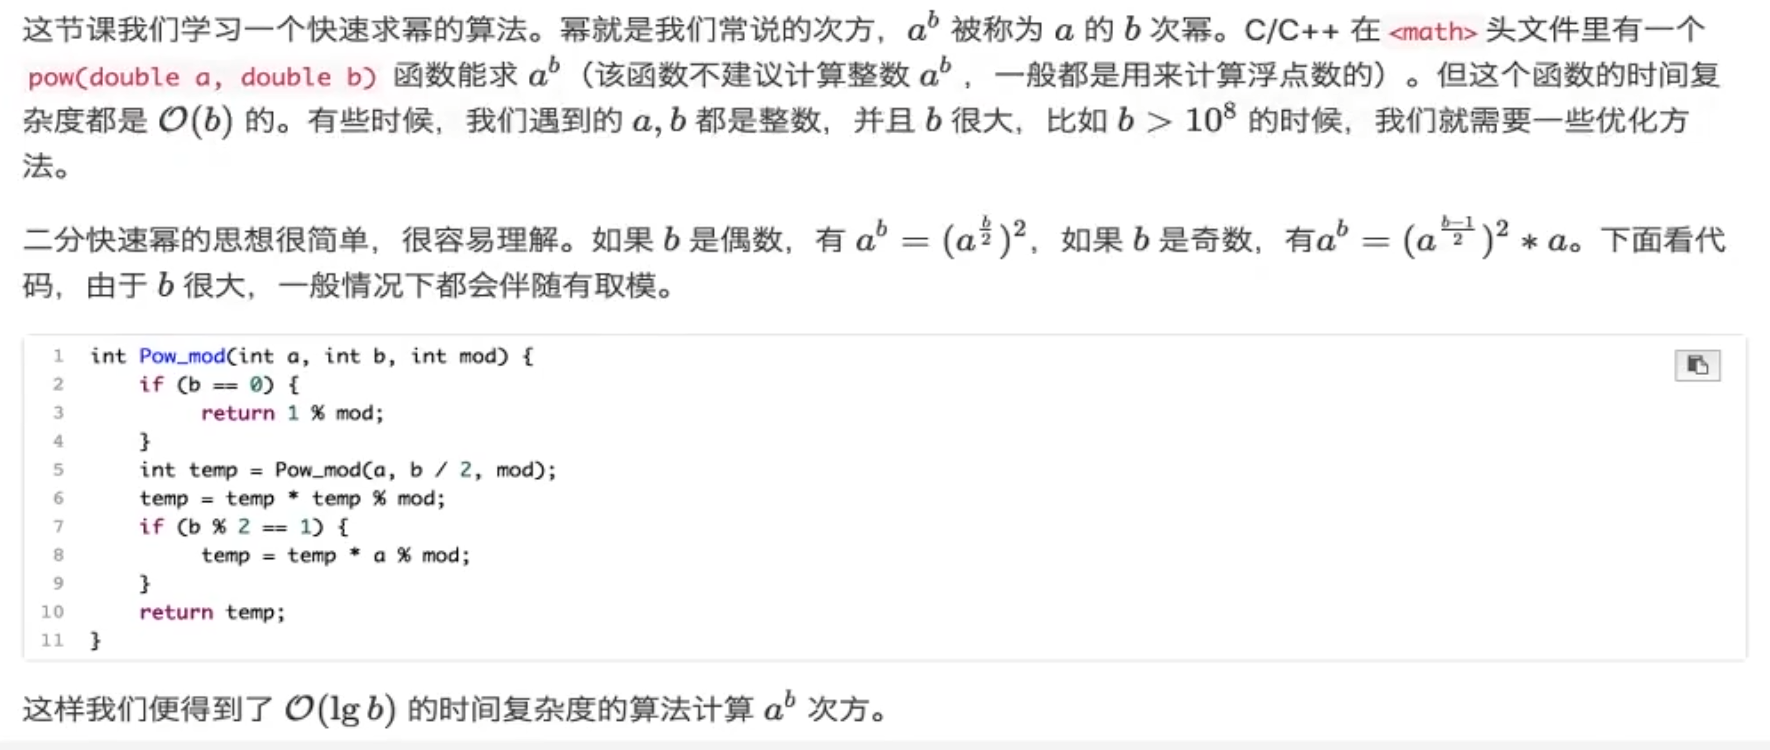 这节课我们学习一个快速求幂的算法。幂就是我们常说的次方，$a^b$ 被称为 $a$ 的 $b$ 次幂。C/C++ 在 <math> 头文件里有一个
pow(double a, double b) 函数能求 $a^b$（该函数不建议计算整数 $a^b$，一般都是用来计算浮点数的）。但这个函数的时间复
杂度都是 $\mathcal{O}(b)$ 的。有些时候，我们遇到的 $a, b$ 都是整数，并且 $b$ 很大，比如 $b > 10^8$ 的时候，我们就需要一些优化方
法。
二分快速幂的思想很简单，很容易理解。如果 $b$ 是偶数，有 $a^b = (a^{\frac{b}{2}})^2$，如果 $b$ 是奇数，有$a^b = (a^{\frac{b-1}{2}})^2 * a$。下面看代
码，由于 $b$ 很大，一般情况下都会伴随有取模。
1 int Pow_mod(int a, int b, int mod) {
2     if (b == 0) {
3         return 1 % mod;
4     }
5     int temp = Pow_mod(a, b / 2, mod);
6     temp = temp * temp % mod;
7     if (b % 2 == 1) {
8         temp = temp * a % mod;
9     }
10     return temp;
11 }
这样我们便得到了 $\mathcal{O}(\lg b)$ 的时间复杂度的算法计算 $a^b$ 次方。